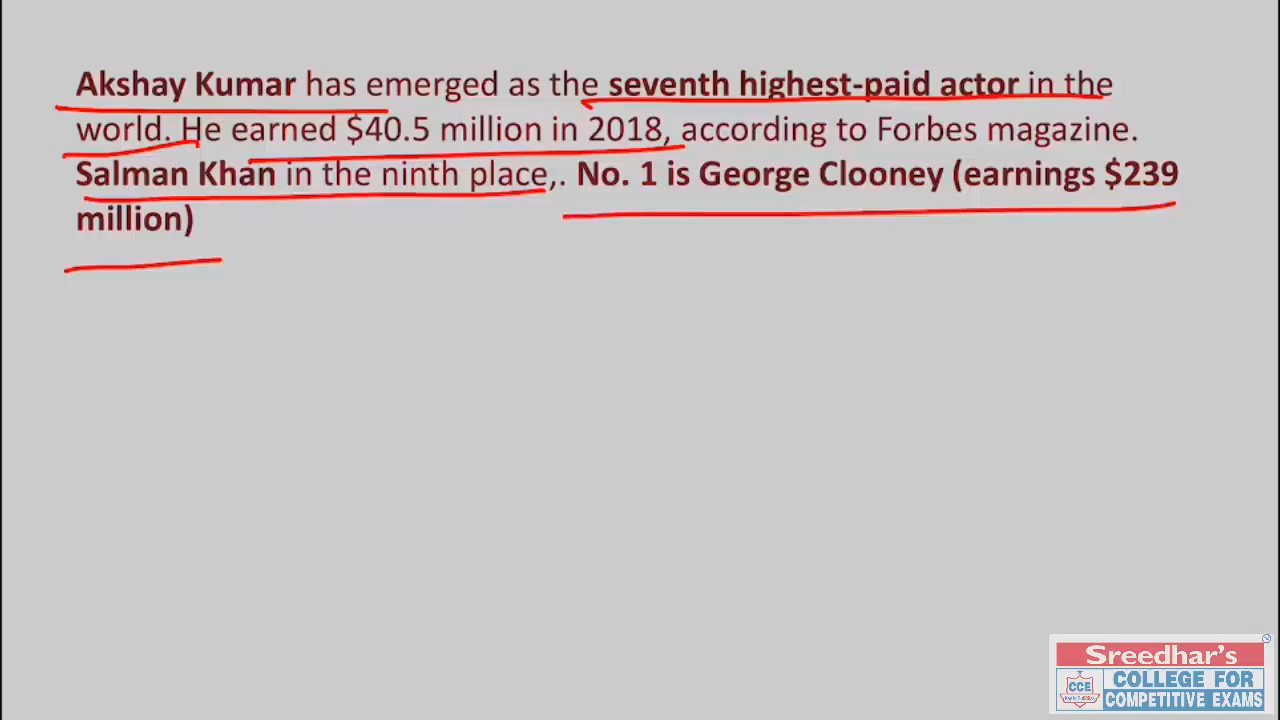 Akshay Kumar has emerged as the seventh highest-paid actor in the
world. He earned $40.5 million in 2018, according to Forbes magazine.
Salman Khan in the ninth place,. No. 1 is George Clooney (earnings $239
million)
Sreedhar's
CCE
COLLEGE FOR
COMPETITIVE EXAMS